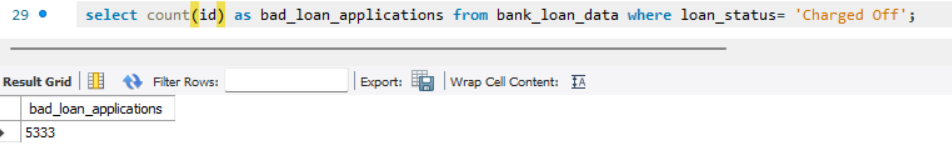 29 select count(id) as bad_loan_applications from bank_loan_data where loan_status= 'Charged Off';
Result Grid Filter Rows: Export: Wrap Cell Content: IA
bad_loan_applications
5333